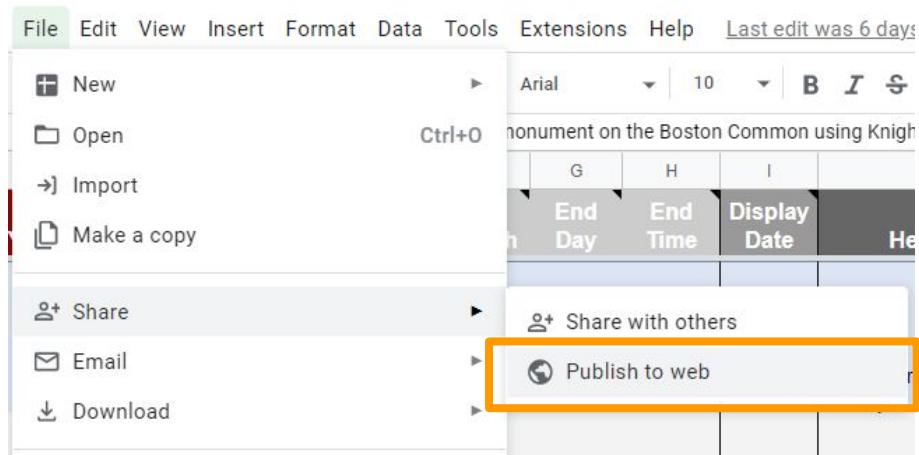 File Edit View Insert Format Data Tools Extensions Help Last edit was 6 days
New
Arial 10 B I S
Open Ctrl+O
monument on the Boston Common using Knigh
Import
G H I
Make a copy
End Day
End Time
Display Date
He
Share
Share with others
Email
Publish to web
Download